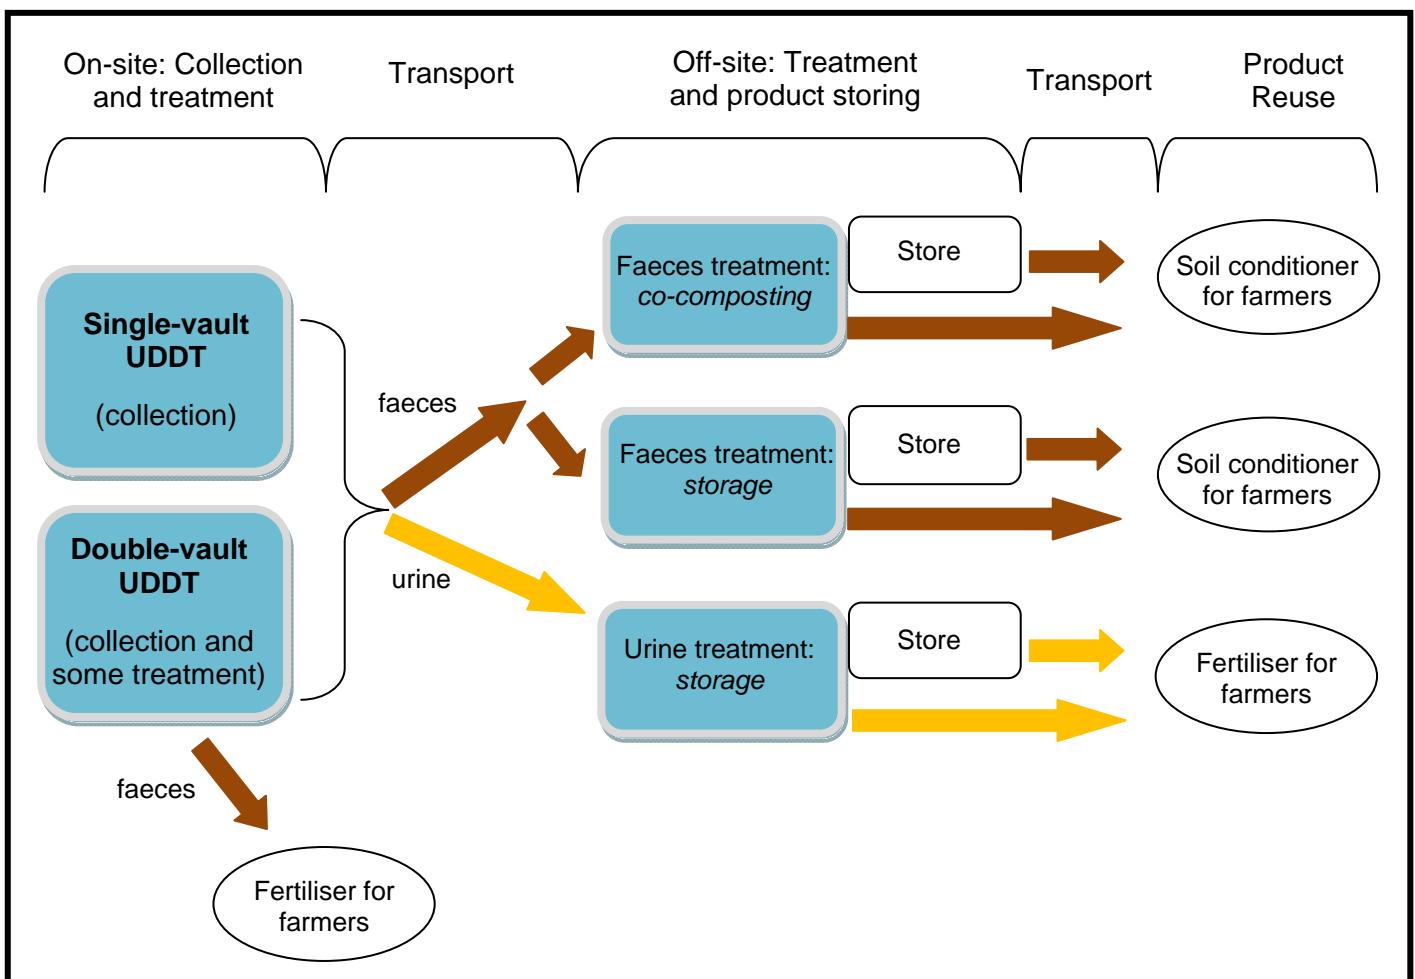 On-site: Collection
and treatment
Transport
Off-site: Treatment
and product storing
Transport
Product
Reuse
Single-vault
UDDT
(collection)
Double-vault
UDDT
(collection and
some treatment)
faeces
urine
faeces
Fertiliser for
farmers
Faeces treatment:
co-composting
Store
Soil conditioner
for farmers
Faeces treatment:
storage
Store
Soil conditioner
for farmers
Urine treatment:
storage
Store
Fertiliser for
farmers